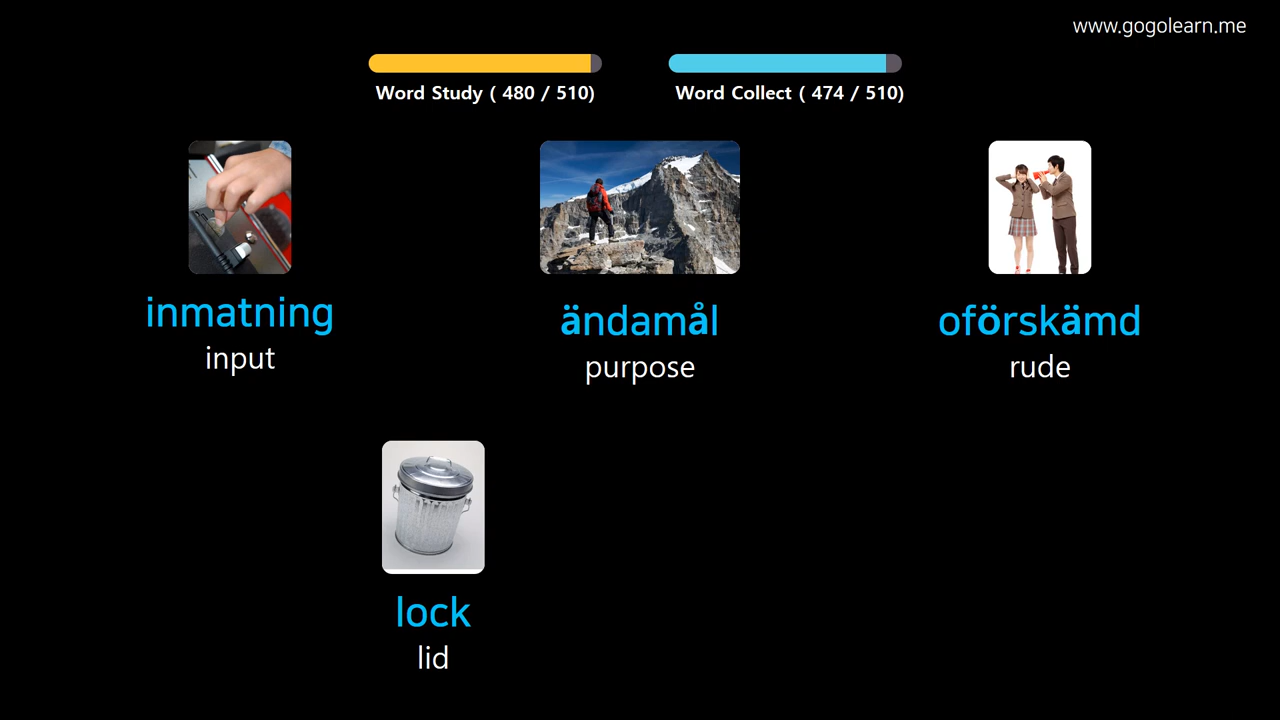 www.gogolearn.me
Word Study ( 480 / 510)
Word Collect ( 474 / 510)
inmatning
input
ändamål
purpose
oförskämd
rude
lock
lid